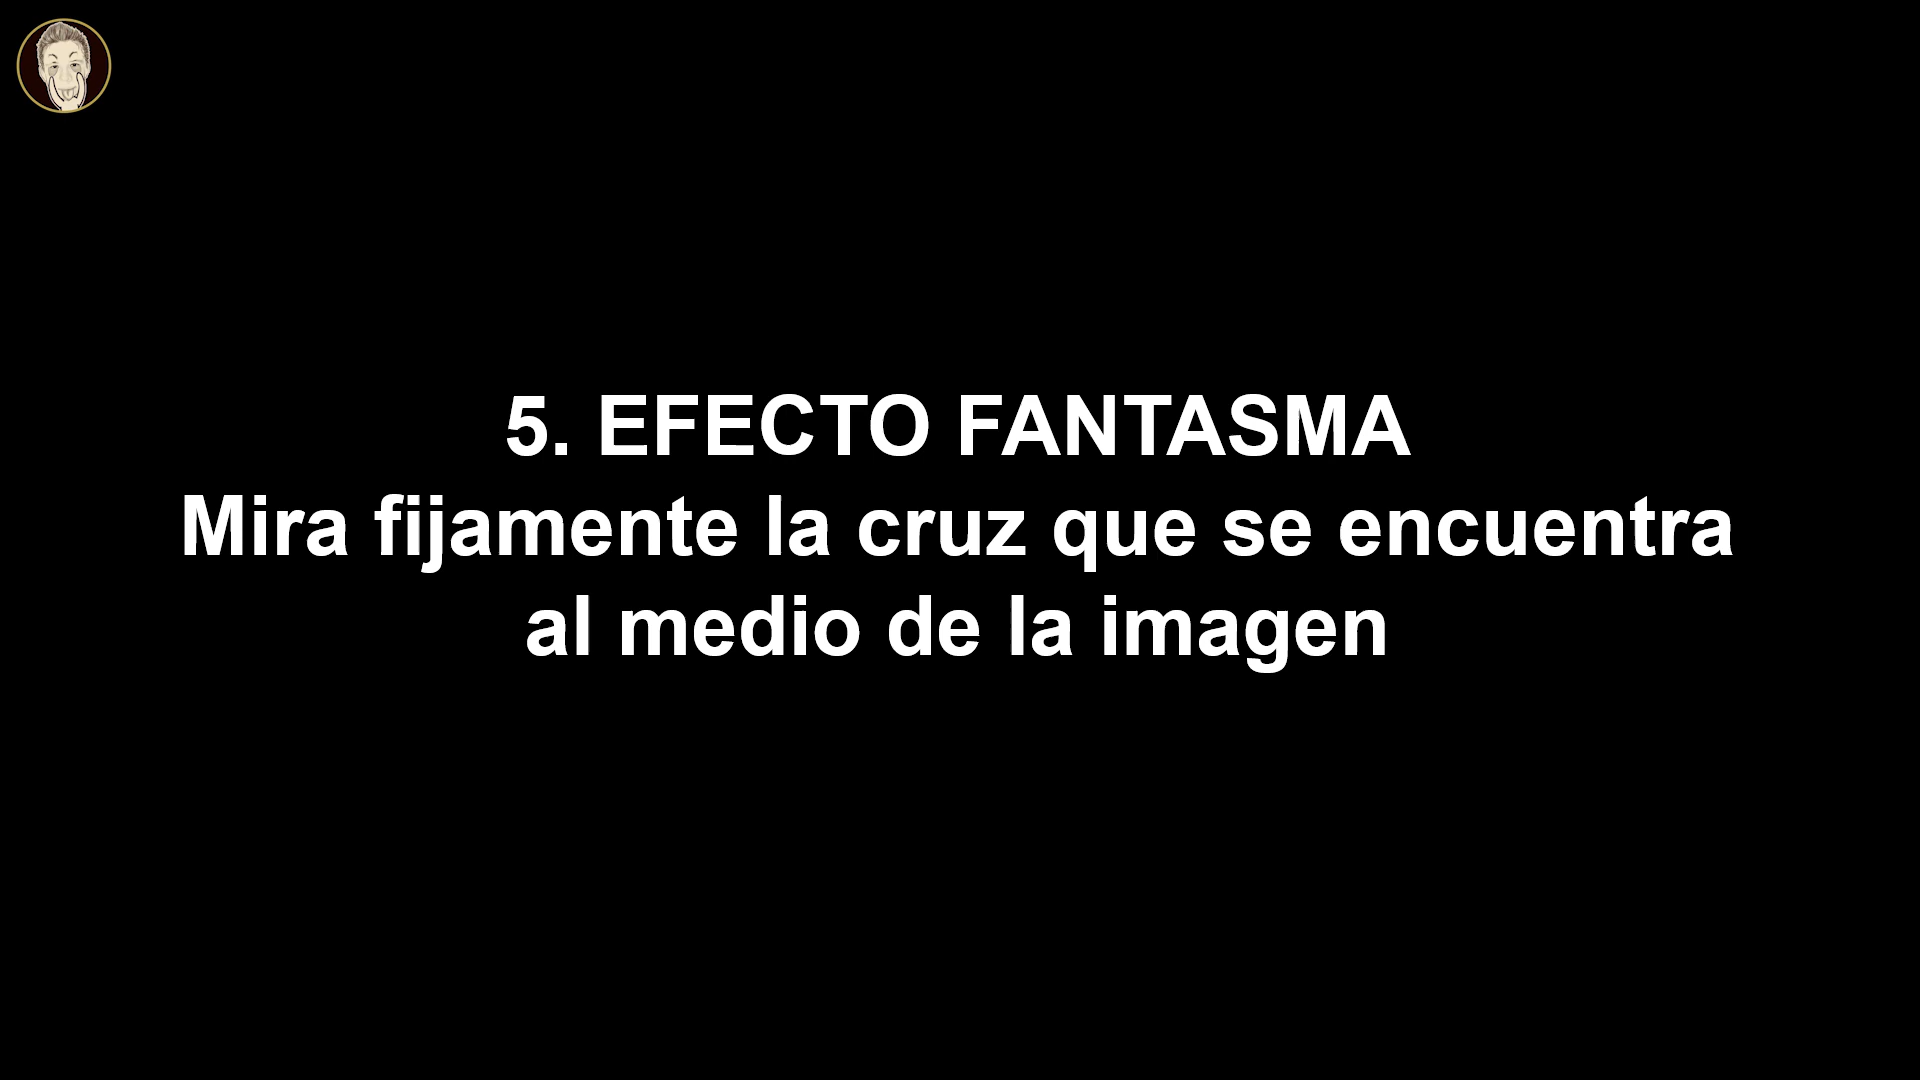 5. EFECTO FANTASMA
Mira fijamente la cruz que se encuentra
al medio de la imagen